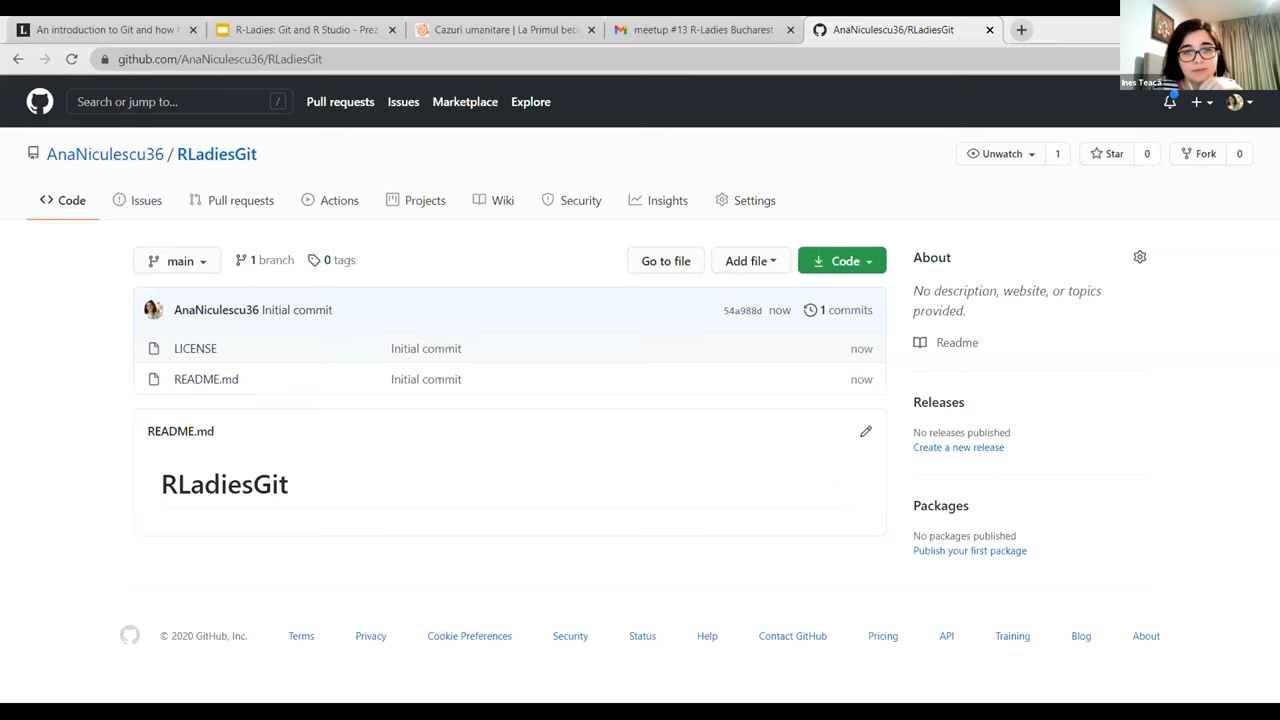 An introduction to Git and how t
R-Ladies: Git and R Studio - Prez
Cazuri umanitare | La Primul beb
meetup #13 R-Ladies Bucharest
AnaNiculescu36/RLadiesGit
github.com/AnaNiculescu36/RLadiesGit
Ines Teacă
Search or jump to... /
Pull requests Issues Marketplace Explore
AnaNiculescu36 / RLadiesGit
Unwatch 1 Star 0 Fork 0
Code Issues Pull requests Actions Projects Wiki Security Insights Settings
main 1 branch 0 tags Go to file Add file Code
AnaNiculescu36 Initial commit 54a988d now 1 commits
LICENSE Initial commit now
README.md Initial commit now
README.md
RLadiesGit
About
No description, website, or topics
provided.
Readme
Releases
No releases published
Create a new release
Packages
No packages published
Publish your first package
© 2020 GitHub, Inc. Terms Privacy Cookie Preferences Security Status Help Contact GitHub Pricing API Training Blog About